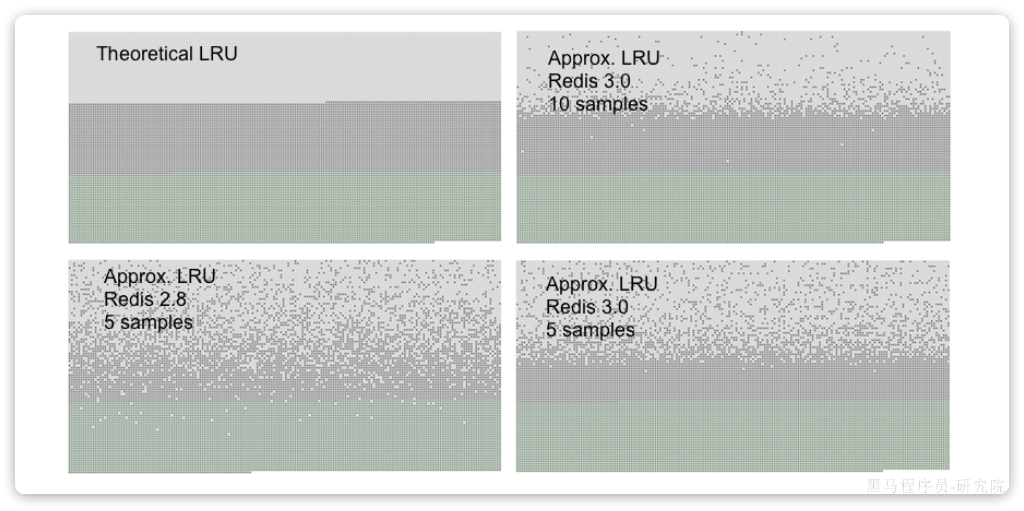 Theoretical LRU
Approx. LRU
Redis 3.0
10 samples
Approx. LRU
Redis 2.8
5 samples
Approx. LRU
Redis 3.0
5 samples
黑马程序员-研究院